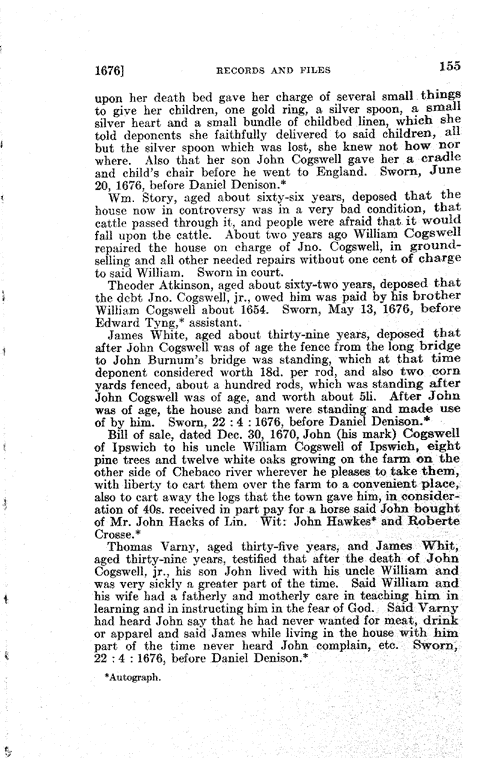 1676] RECORDS AND FILES 155
upon her death bed gave her charge of several small things
to give her children, one gold ring, a silver spoon, a small
silver heart and a small bundle of childbed linen, which she
told deponents she faithfully delivered to said children, all
but the silver spoon which was lost, she knew not how nor
where. Also that her son John Cogswell gave her a cradle
and child's chair before he went to England. Sworn, June
20, 1676, before Daniel Denison.*
Wm. Story, aged about sixty-six years, deposed that the
house now in controversy was in a very bad condition, that
cattle passed through it, and people were afraid that it would
fall upon the cattle. About two years ago William Cogswell
repaired the house on charge of Jno. Cogswell, in ground-
selling and all other needed repairs without one cent of charge
to said William. Sworn in court.
Theoder Atkinson, aged about sixty-two years, deposed that
the debt Jno. Cogswell, jr., owed him was paid by his brother
William Cogswell about 1654. Sworn, May 13, 1676, before
Edward Tyng,* assistant.
James White, aged about thirty-nine years, deposed that
after John Cogswell was of age the fence from the long bridge
to John Burnum's bridge was standing, which at that time
deponent considered worth 18d. per rod, and also two corn
yards fenced, about a hundred rods, which was standing after
John Cogswell was of age, and worth about 5li. After John
was of age, the house and barn were standing and made use
of by him. Sworn, 22 : 4 : 1676, before Daniel Denison.*
Bill of sale, dated Dec. 30, 1670, John (his mark) Cogswell
of Ipswich to his uncle William Cogswell of Ipswich, eight
pine trees and twelve white oaks growing on the farm on the
other side of Chebaco river wherever he pleases to take them,
with liberty to cart them over the farm to a convenient place,
also to cart away the logs that the town gave him, in consider-
ation of 40s. received in part pay for a horse said John bought
of Mr. John Hacks of Lin. Wit: John Hawkes* and Roberte
Crosse.*
Thomas Varny, aged thirty-five years, and James Whit,
aged thirty-nine years, testified that after the death of John
Cogswell, jr., his son John lived with his uncle William and
was very sickly a greater part of the time. Said William and
his wife had a fatherly and motherly care in teaching him in
learning and in instructing him in the fear of God. Said Varny
had heard John say that he had never wanted for meat, drink
or apparel and said James while living in the house with him
part of the time never heard John complain, etc. Sworn,
22 : 4 : 1676, before Daniel Denison.*
*Autograph.